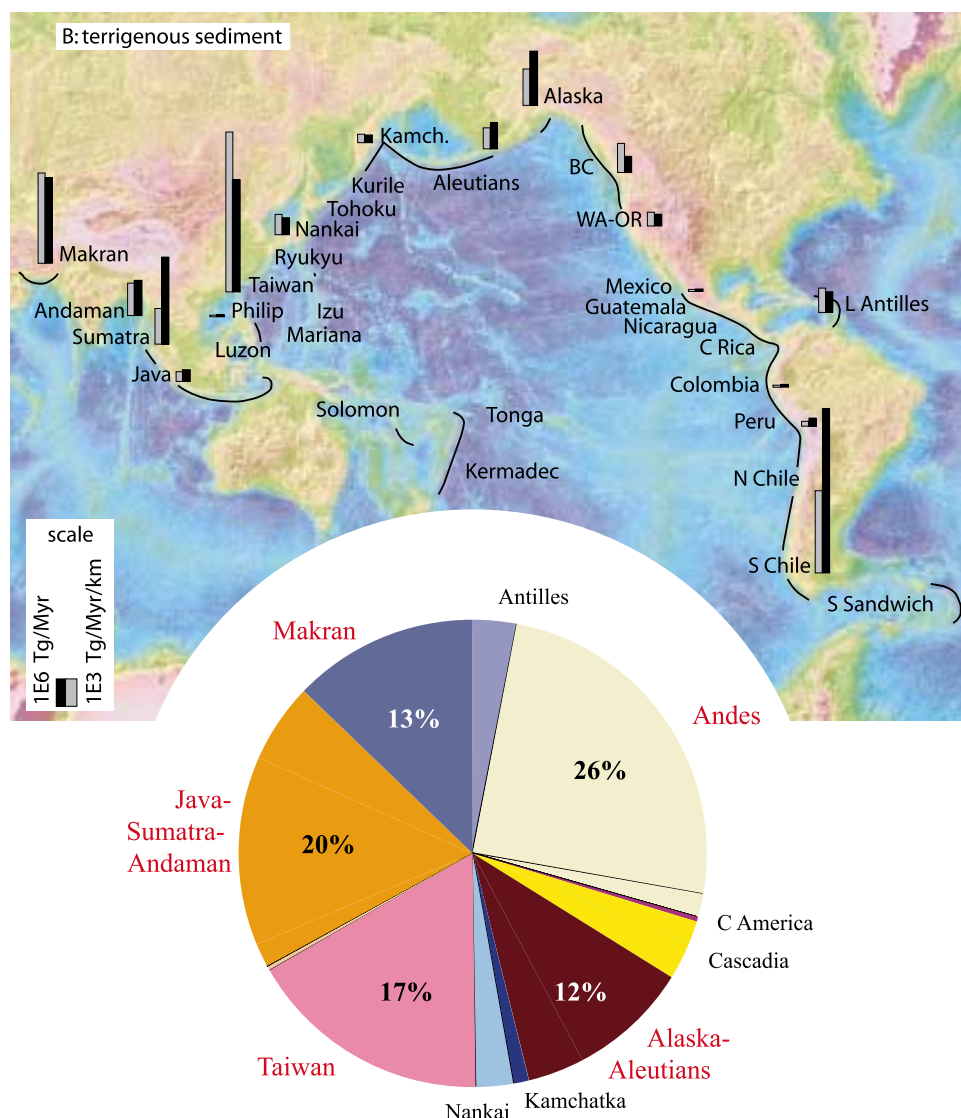 B: terrigenous sediment
Alaska
Kamch.
Aleutians
BC
Kurile
Tohoku
WA-OR
Nankai
Makran
Ryukyu
Taiwan
Mexico
Andaman
Philip
Izu
Guatemala
L Antilles
Sumatra
Mariana
Nicaragua
Luzon
C Rica
Java
Colombia
Solomon
Tonga
Peru
Kermadec
N Chile
scale
S Chile
1E6 Tg/Myr
1E3 Tg/Myr/km
S Sandwich
Antilles
Makran
Andes
13%
26%
Java-
Sumatra-
Andaman
20%
C America
Cascadia
17%
12%
Alaska-
Aleutians
Taiwan
Kamchatka
Nankai